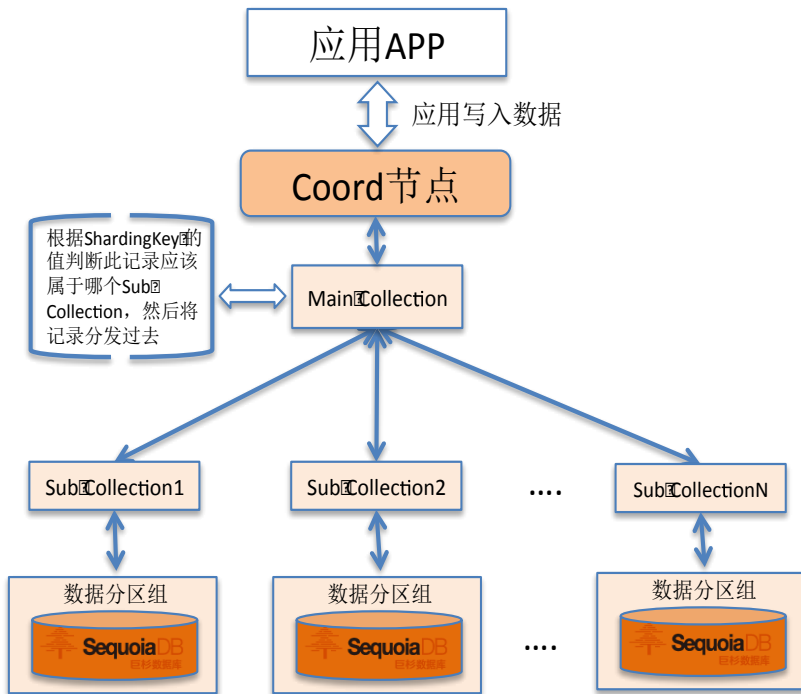 应用APP
应用写入数据
Coord节点
根据ShardingKey的
值判断此记录应该
属于哪个Sub
Collection，然后将
记录分发过去
Main Collection
Sub Collection1
Sub Collection2
....
Sub CollectionN
数据分区组
SequoiaDB
巨杉数据库
数据分区组
SequoiaDB
巨杉数据库
....
数据分区组
SequoiaDB
巨杉数据库